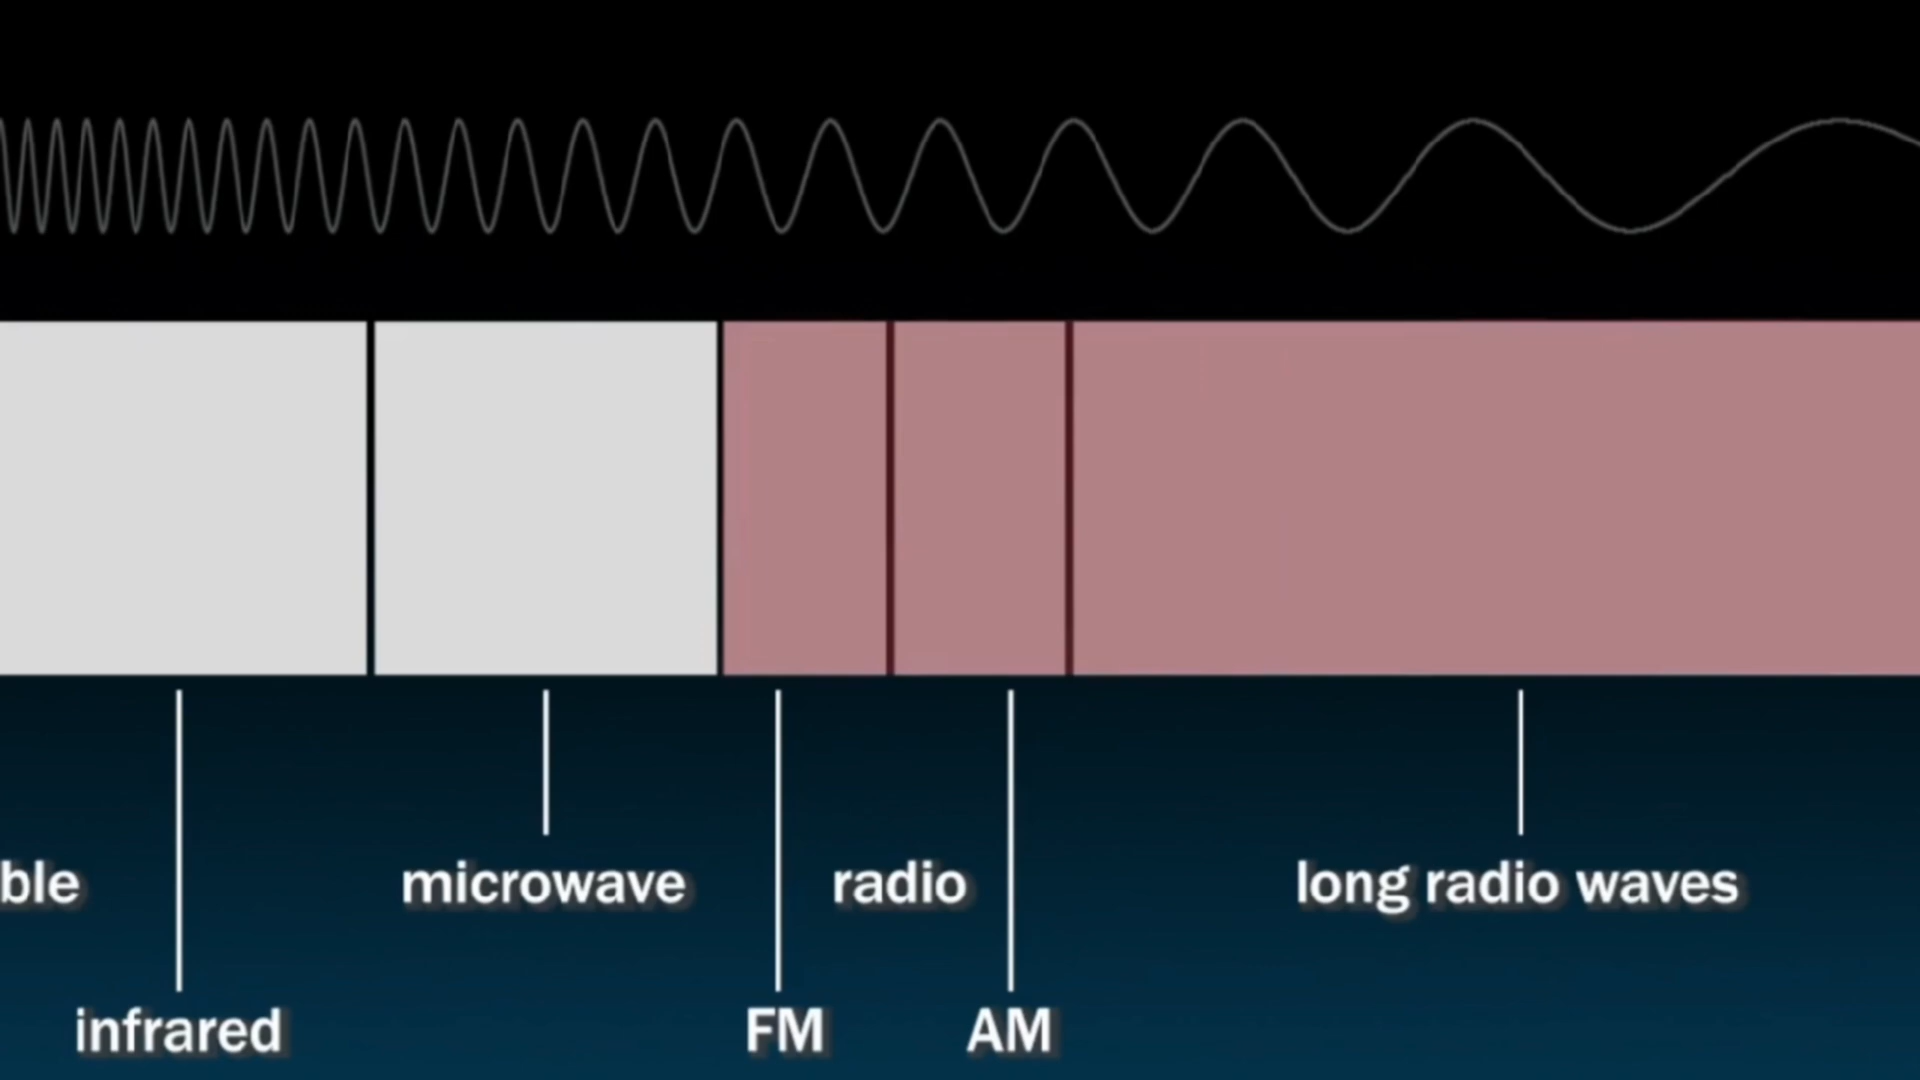 ble
microwave
radio
long radio waves
infrared
FM
AM